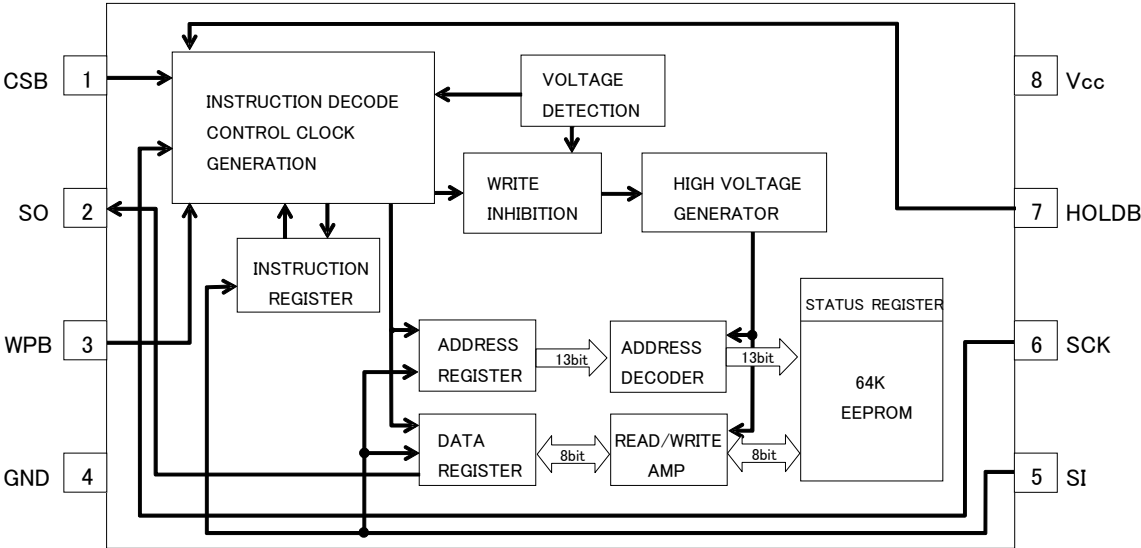 CSB 1
INSTRUCTION DECODE
CONTROL CLOCK
GENERATION
VOLTAGE
DETECTION
8 Vcc
WRITE
INHIBITION
HIGH VOLTAGE
GENERATOR
SO 2
7 HOLDB
INSTRUCTION
REGISTER
STATUS REGISTER
WPB 3
ADDRESS
REGISTER
13bit
ADDRESS
DECODER
13bit
6 SCK
64K
EEPROM
DATA
REGISTER
8bit
READ/WRITE
AMP
8bit
GND 4
5 SI